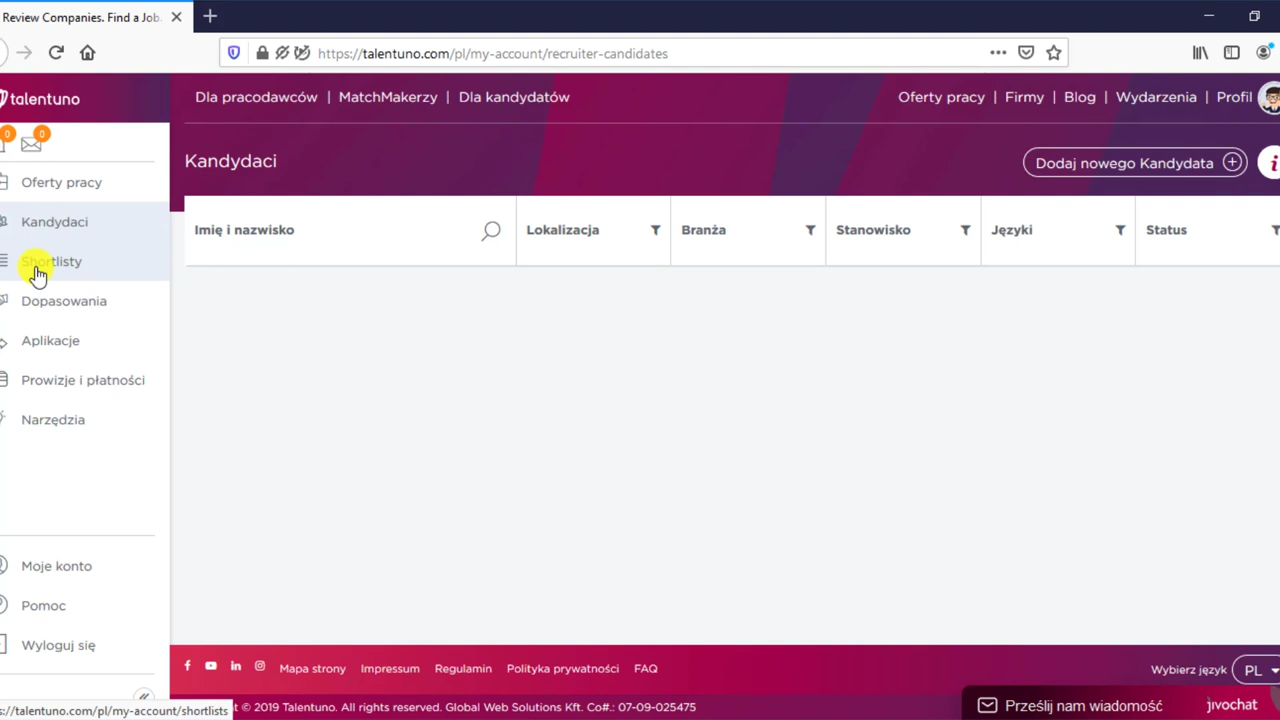 Review Companies. Find a Job.
https://talentuno.com/pl/my-account/recruiter-candidates
talentuno
Dla pracodawców | MatchMakerzy | Dla kandydatów
Oferty pracy | Firmy | Blog | Wydarzenia | Profil
0 0
Kandydaci
Dodaj nowego Kandydata
i
Oferty pracy
Kandydaci
Shortlisty
Dopasowania
Aplikacje
Prowizje i płatności
Narzędzia
Imię i nazwisko
Lokalizacja
Branża
Stanowisko
Języki
Status
Moje konto
Pomoc
Wyloguj się
Mapa strony
Impressum
Regulamin
Polityka prywatności
FAQ
Wybierz język
PL
s://talentuno.com/pl/my-account/shortlists
t © 2019 Talentuno. All rights reserved. Global Web Solutions Kft. Co#.: 07-09-025475
Prześlij nam wiadomość
jivochat